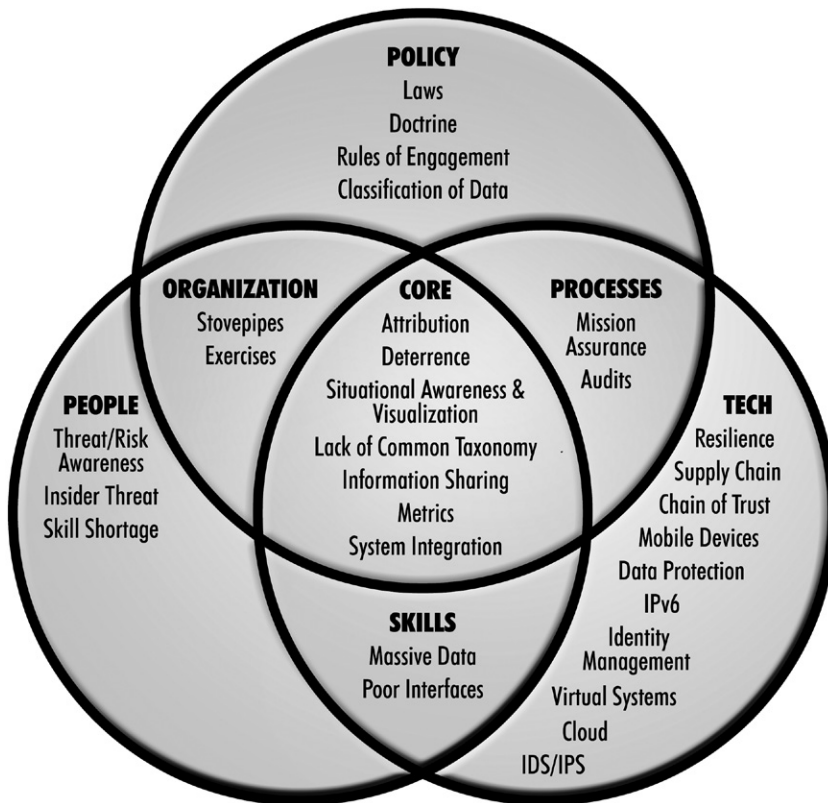 POLICY
Laws
Doctrine
Rules of Engagement
Classification of Data
ORGANIZATION
Stovepipes
Exercises
CORE
Attribution
Deterrence
Situational Awareness &
Visualization
Lack of Common Taxonomy
Information Sharing
Metrics
System Integration
PROCESSES
Mission
Assurance
Audits
PEOPLE
Threat/Risk
Awareness
Insider Threat
Skill Shortage
TECH
Resilience
Supply Chain
Chain of Trust
Mobile Devices
Data Protection
IPv6
Identity
Management
Virtual Systems
Cloud
IDS/IPS
SKILLS
Massive Data
Poor Interfaces